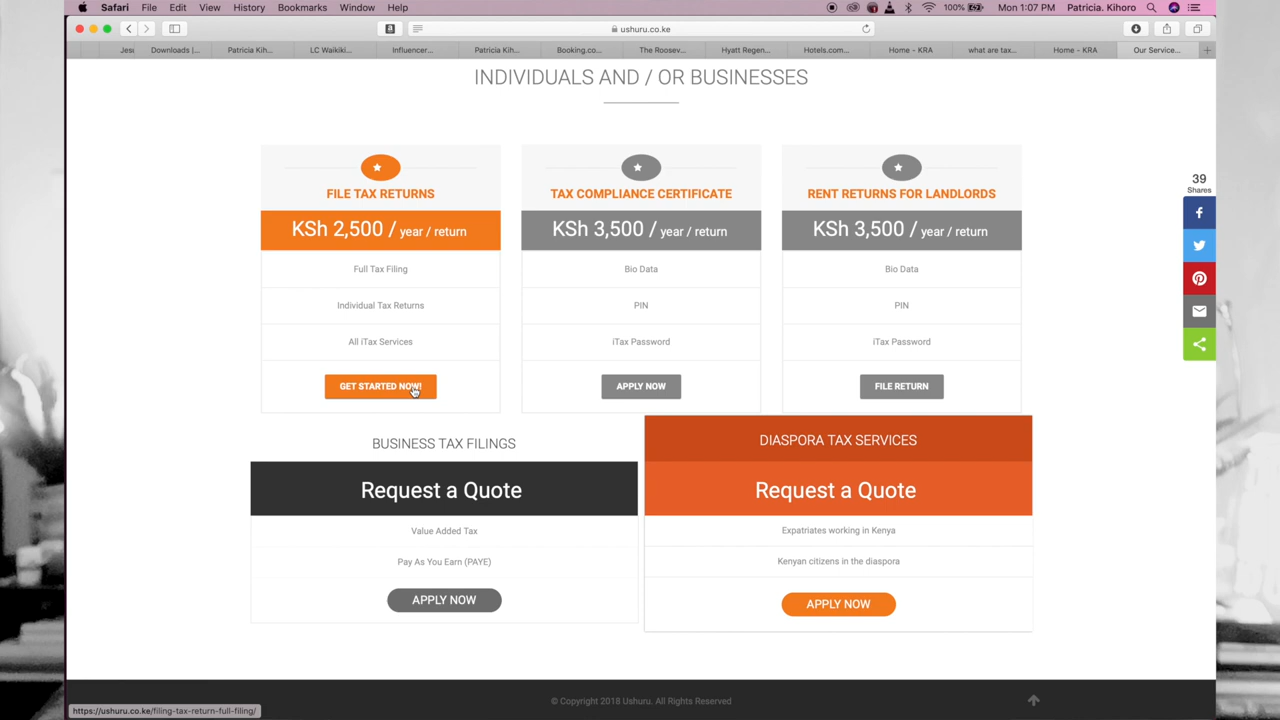 Safari File Edit View History Bookmarks Window Help
100% Mon 1:07 PM Patricia. Kihoro
ushuru.co.ke
Jesu Downloads |... Patricia Kih... LC Waikiki... Influencer... Patricia Kih... Booking.co... The Roosev... Hyatt Regen... Hotels.com... Home - KRA what are tax... Home - KRA Our Service...
INDIVIDUALS AND / OR BUSINESSES
FILE TAX RETURNS
KSh 2,500 / year / return
Full Tax Filing
Individual Tax Returns
All iTax Services
GET STARTED NOW!
TAX COMPLIANCE CERTIFICATE
KSh 3,500 / year / return
Bio Data
PIN
iTax Password
APPLY NOW
RENT RETURNS FOR LANDLORDS
KSh 3,500 / year / return
Bio Data
PIN
iTax Password
FILE RETURN
39
Shares
BUSINESS TAX FILINGS
Request a Quote
Value Added Tax
Pay As You Earn (PAYE)
APPLY NOW
DIASPORA TAX SERVICES
Request a Quote
Expatriates working in Kenya
Kenyan citizens in the diaspora
APPLY NOW
© Copyright 2018 Ushuru. All Rights Reserved
https://ushuru.co.ke/filing-tax-return-full-filing/